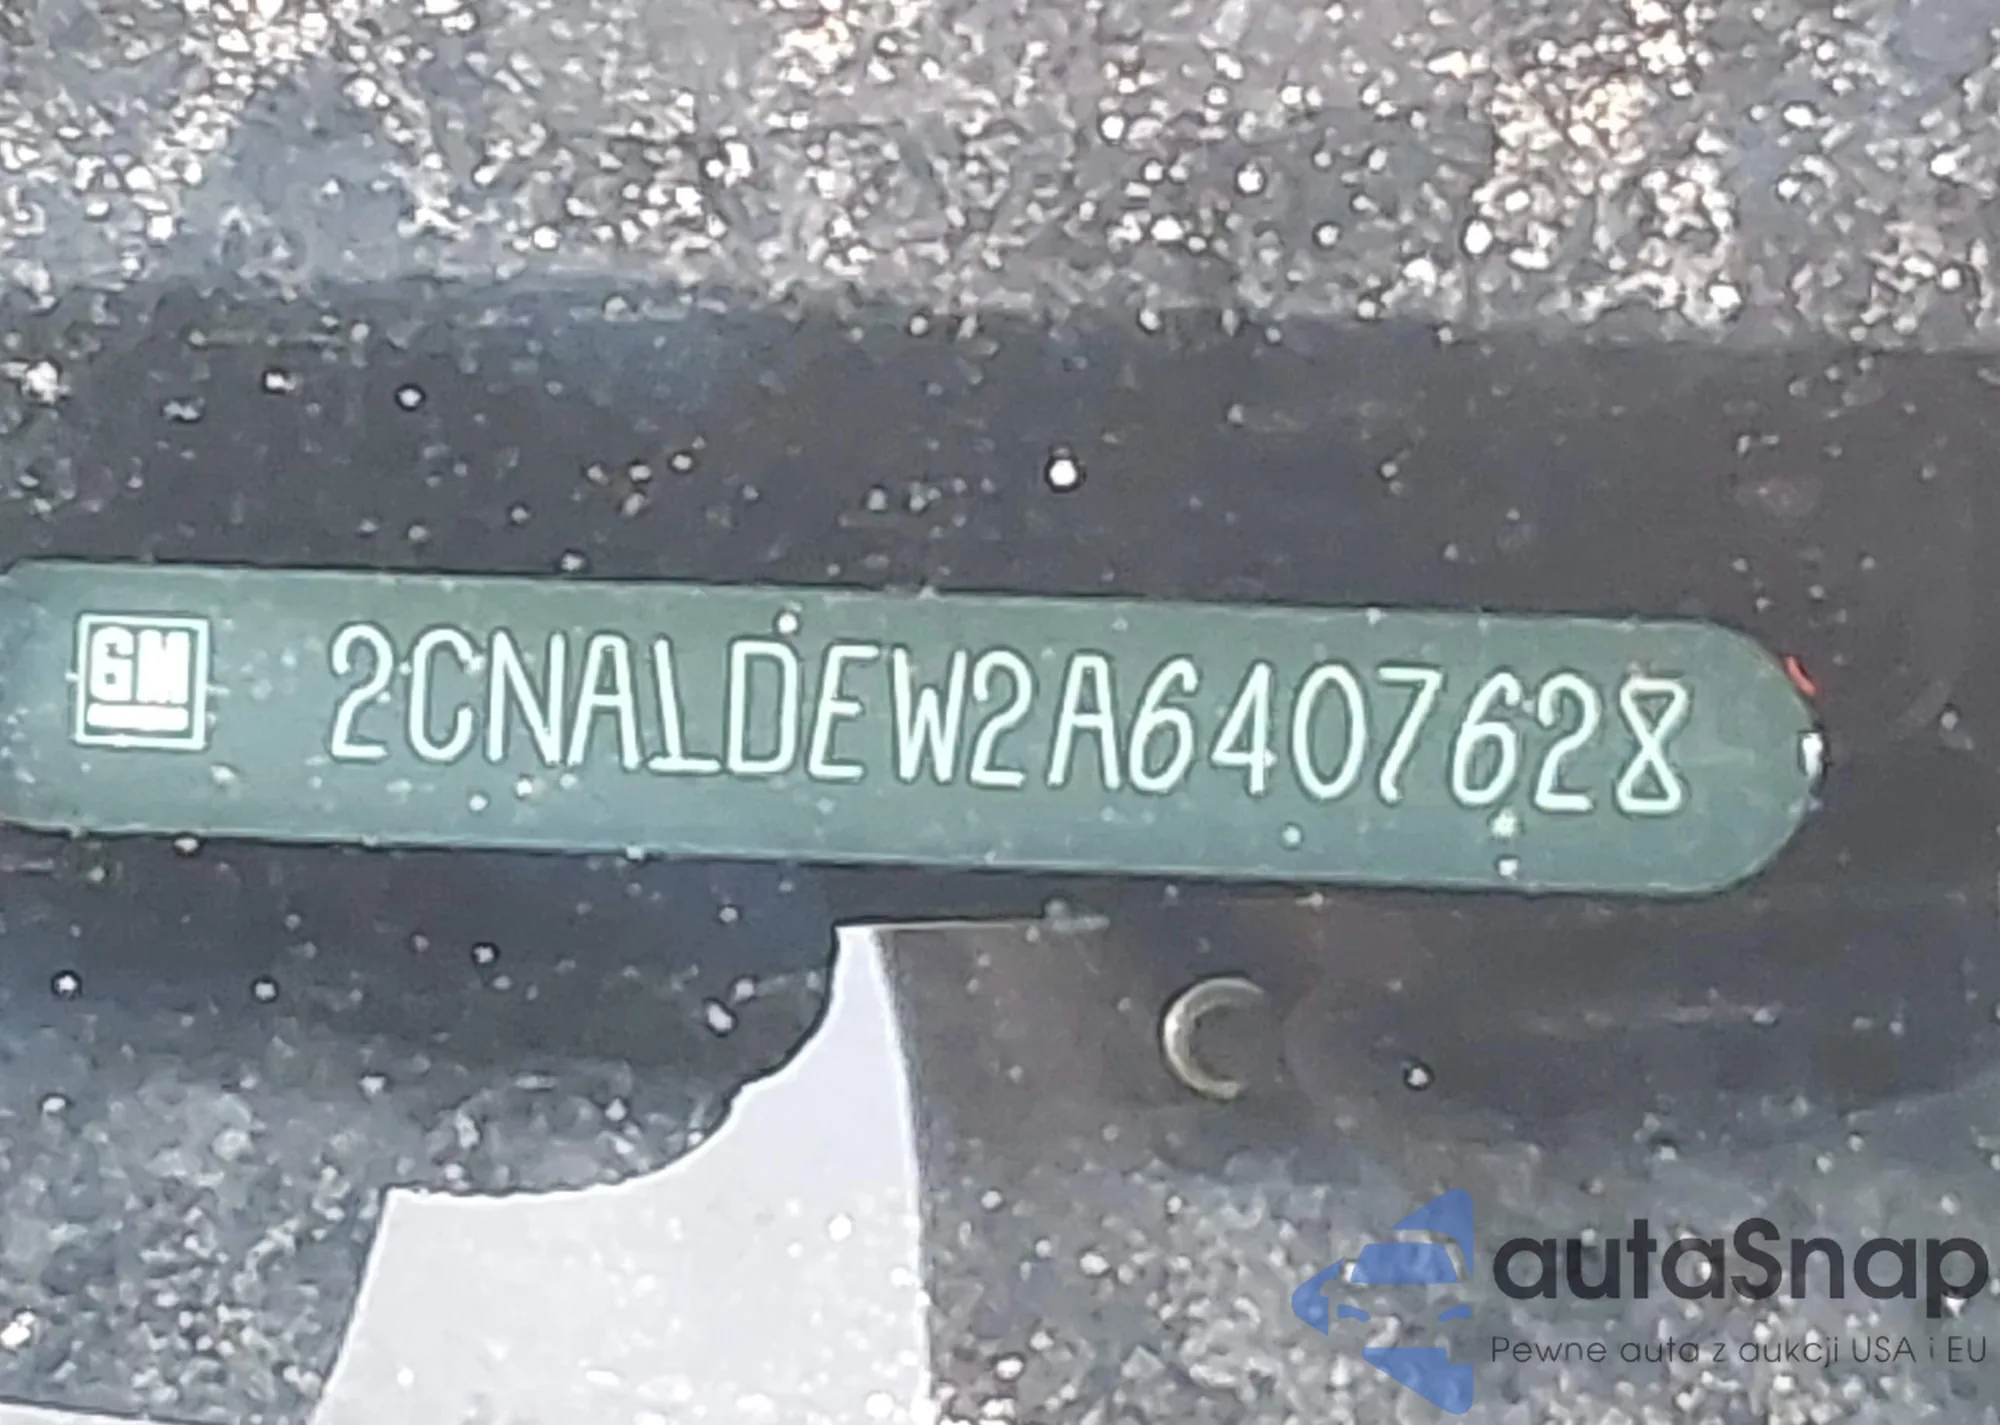 GM 2CNALDEW2A6407628
autaSnap
Pewne auta z aukcji USA i EU